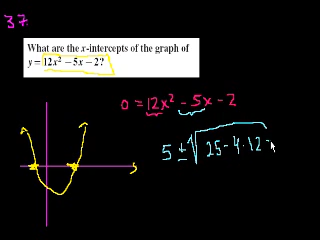 37
What are the x-intercepts of the graph of
y = 12x² − 5x − 2?
0 = 12x² − 5x − 2
5 ± √25 − 4 · 12